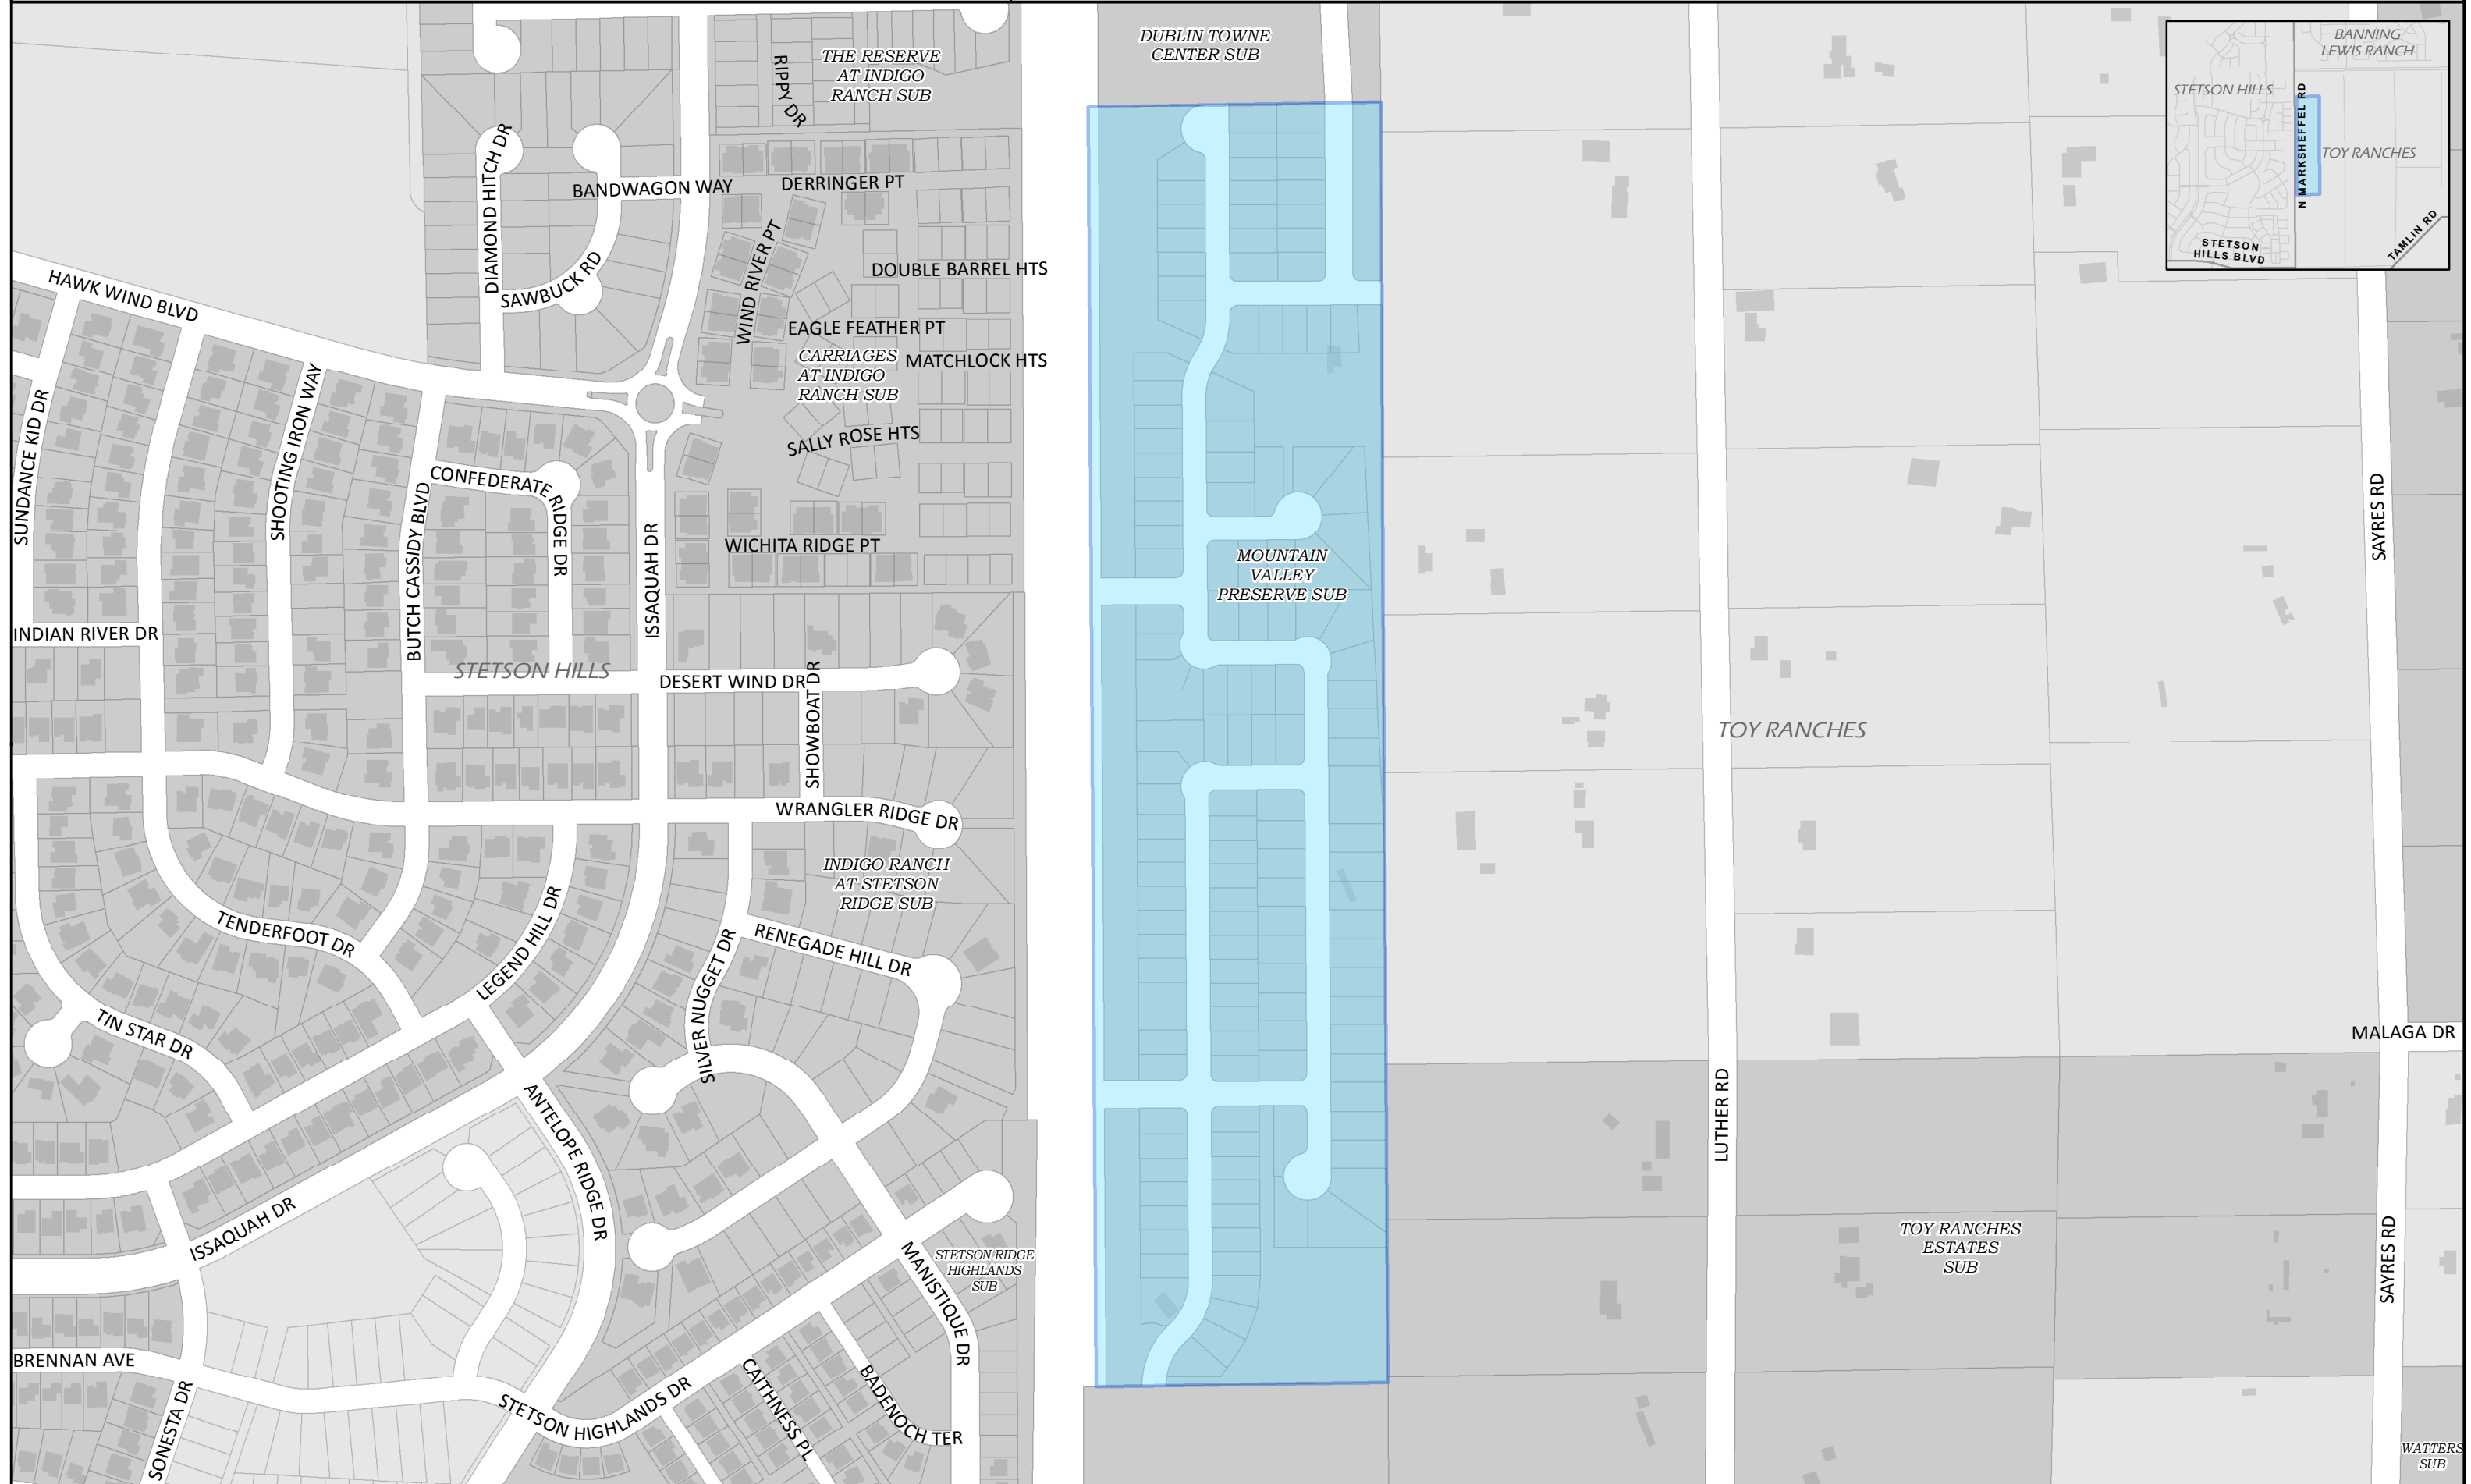 DUBLIN TOWNE
CENTER SUB
THE RESERVE
AT INDIGO
RANCH SUB
RIPPY DR
BANNING
LEWIS RANCH
STETSON HILLS
N MARKSHEFFEL RD
TOY RANCHES
STETSON
HILLS BLVD
TAMLIN RD
DIAMOND HITCH DR
BANDWAGON WAY
DERRINGER PT
WIND RIVER PT
SAWBUCK RD
DOUBLE BARREL HTS
HAWK WIND BLVD
EAGLE FEATHER PT
CARRIAGES
AT INDIGO
RANCH SUB
MATCHLOCK HTS
SUNDANCE KID DR
SHOOTING IRON WAY
BUTCH CASSIDY BLVD
CONFEDERATE RIDGE DR
SALLY ROSE HTS
ISSAQUAH DR
WICHITA RIDGE PT
SAYRES RD
MOUNTAIN
VALLEY
PRESERVE SUB
INDIAN RIVER DR
STETSON HILLS
DESERT WIND DR
SHOWBOAT DR
TOY RANCHES
WRANGLER RIDGE DR
INDIGO RANCH
AT STETSON
RIDGE SUB
TENDERFOOT DR
LEGEND HILL DR
SILVER NUGGET DR
RENEGADE HILL DR
TIN STAR DR
MALAGA DR
ANTELOPE RIDGE DR
LUTHER RD
ISSAQUAH DR
MANISTIQUE DR
STETSON RIDGE
HIGHLANDS
SUB
TOY RANCHES
ESTATES
SUB
SAYRES RD
BRENNAN AVE
SONESTA DR
STETSON HIGHLANDS DR
CAITHNESS PL
BADENOCH TER
WATTERS
SUB